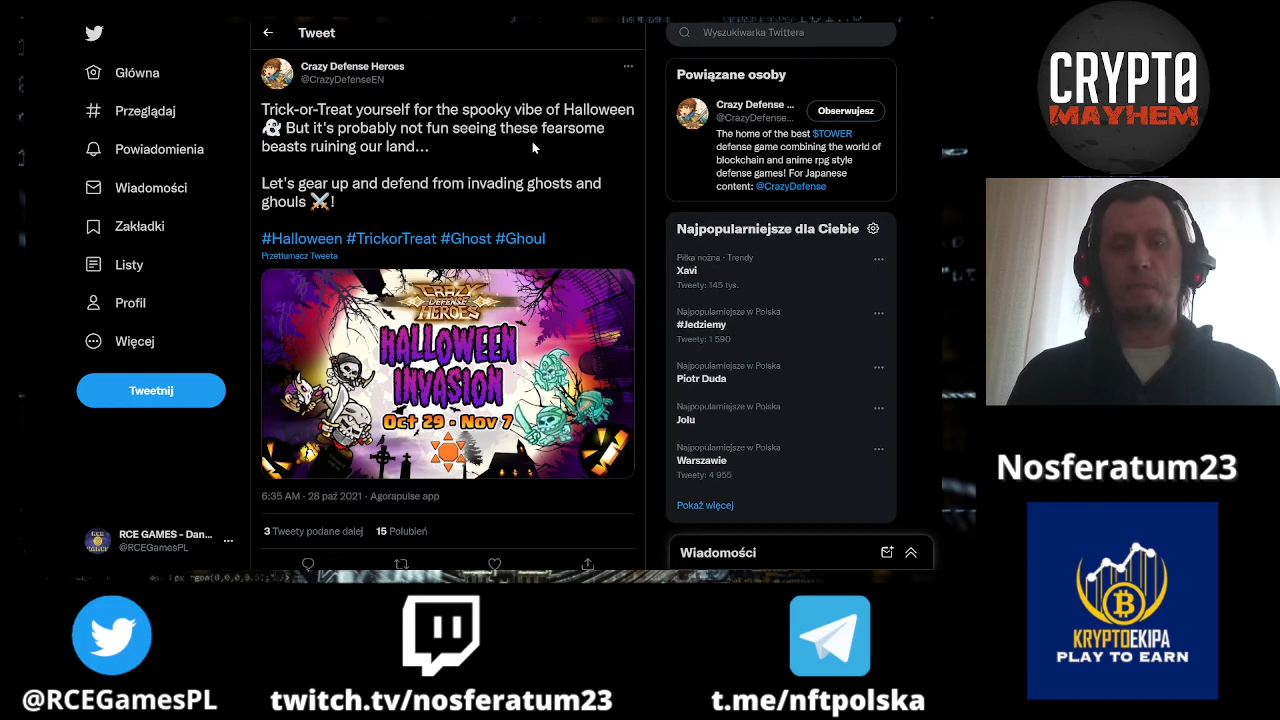 Tweet
Główna
Przeglądaj
Powiadomienia
Wiadomości
Zakładki
Listy
Profil
Więcej
Tweetnij
RCE GAMES - Dan...
@RCEGamesPL
Crazy Defense Heroes
@CrazyDefenseEN
Trick-or-Treat yourself for the spooky vibe of Halloween
👻 But it's probably not fun seeing these fearsome
beasts ruining our land...
Let's gear up and defend from invading ghosts and
ghouls ⚔️!
#Halloween #TrickorTreat #Ghost #Ghoul
Przetłumacz Tweeta
CRAZY
DEFENSE
HEROES
HALLOWEEN
INVASION
Oct 29 - Nov 7
6:35 AM · 28 paź 2021 · Agorapulse app
3 Tweety podane dalej 15 Polubień
Wyszukiwarka Twittera
Powiązane osoby
Crazy Defense ...
@CrazyDefense...
Obserwujesz
The home of the best $TOWER
defense game combining the world of
blockchain and anime rpg style
defense games! For Japanese
content: @CrazyDefense
Najpopularniejsze dla Ciebie
Piłka nożna · Trendy
Xavi
Tweety: 145 tys.
Najpopularniejsze w Polska
#Jedziemy
Tweety: 1 590
Najpopularniejsze w Polska
Piotr Duda
Najpopularniejsze w Polska
Jolu
Najpopularniejsze w Polska
Warszawie
Tweety: 4 955
Pokaż więcej
Wiadomości
CRYPTO
MAYHEM
Nosferatum23
KRYPTOEKIPA
PLAY TO EARN
@RCEGamesPL
twitch.tv/nosferatum23
t.me/nftpolska